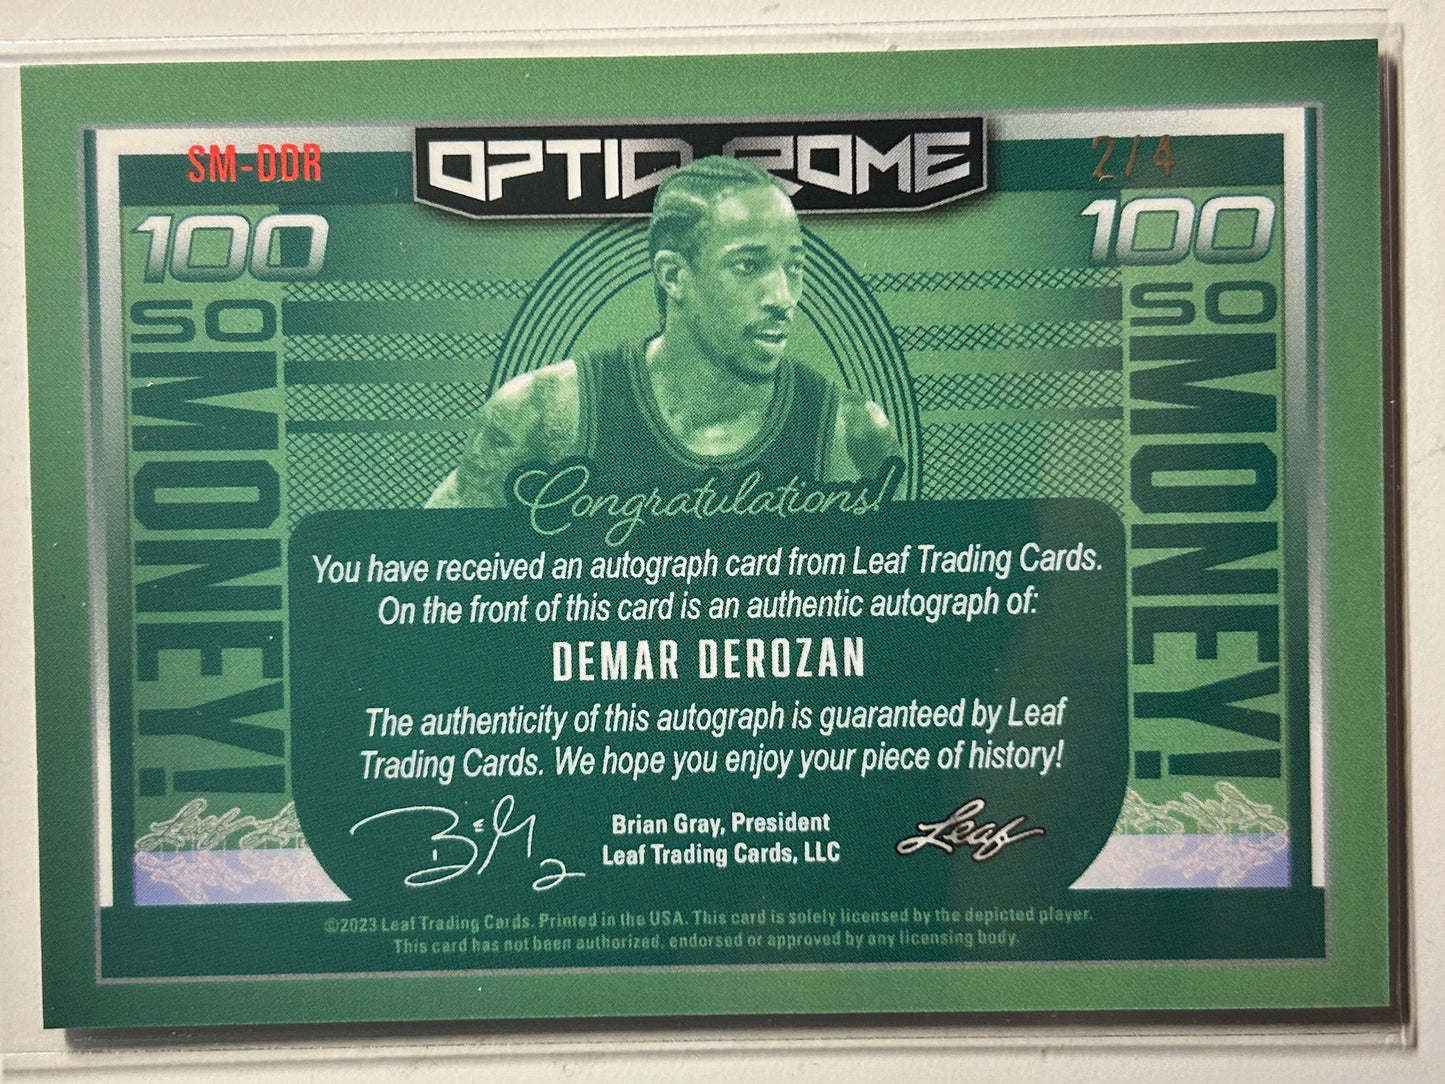 SM-DDR
OPTICHROME
2/4
100
100
SO
SO
MONEY!
MONEY!
Congratulations!
You have received an autograph card from Leaf Trading Cards.
On the front of this card is an authentic autograph of:
DEMAR DEROZAN
The authenticity of this autograph is guaranteed by Leaf
Trading Cards. We hope you enjoy your piece of history!
Brian Gray, President
Leaf Trading Cards, LLC
Leaf
©2023 Leaf Trading Cards. Printed in the USA. This card is solely licensed by the depicted player.
This card has not been authorized, endorsed or approved by any licensing body.